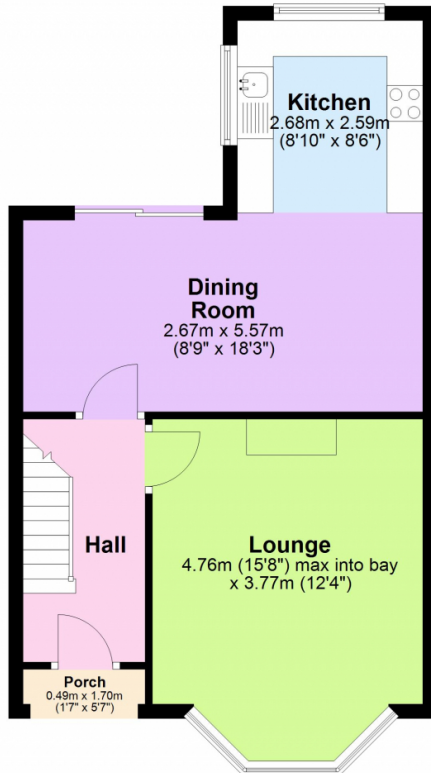 Kitchen
2.68m x 2.59m
(8'10" x 8'6")
Dining
Room
2.67m x 5.57m
(8'9" x 18'3")
Hall
Lounge
4.76m (15'8") max into bay
x 3.77m (12'4")
Porch
0.49m x 1.70m
(1'7" x 5'7")